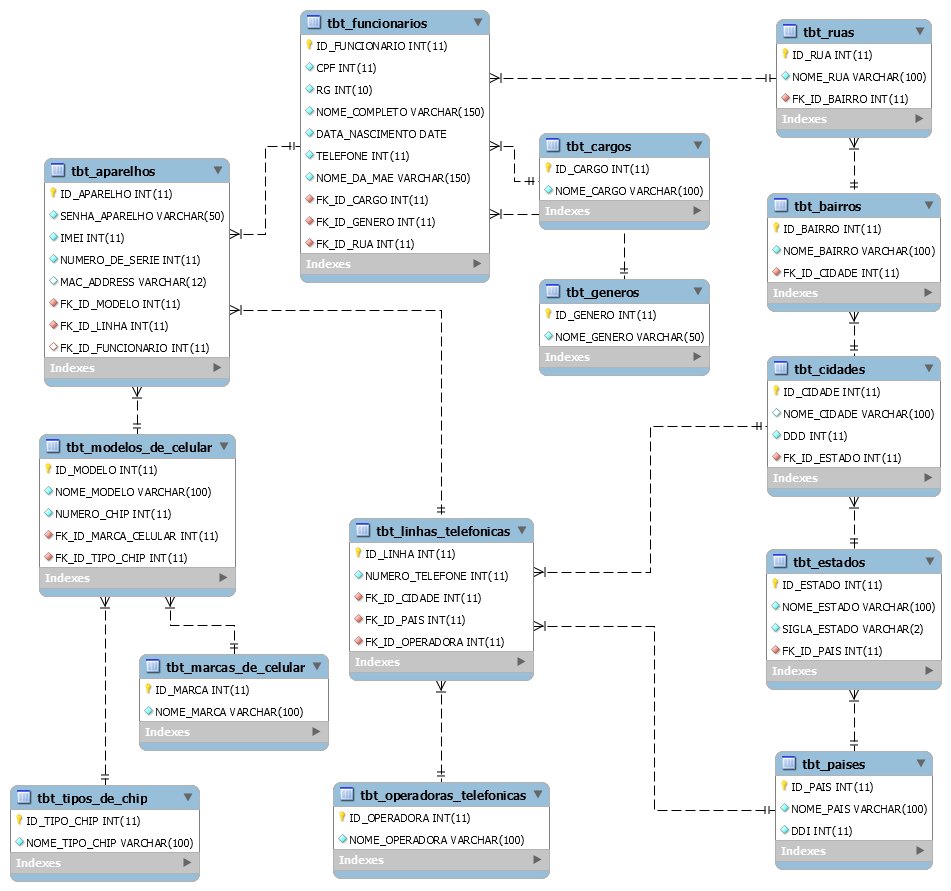 tbt_funcionarios
ID_FUNCIONARIO INT(11)
CPF INT(11)
RG INT(10)
NOME_COMPLETO VARCHAR(150)
DATA_NASCIMENTO DATE
TELEFONE INT(11)
NOME_DA_MAE VARCHAR(150)
FK_ID_CARGO INT(11)
FK_ID_GENERO INT(11)
FK_ID_RUA INT(11)
Indexes
tbt_ruas
ID_RUA INT(11)
NOME_RUA VARCHAR(100)
FK_ID_BAIRRO INT(11)
Indexes
tbt_cargos
ID_CARGO INT(11)
NOME_CARGO VARCHAR(100)
Indexes
tbt_aparelhos
ID_APARELHO INT(11)
SENHA_APARELHO VARCHAR(50)
IMEI INT(11)
NUMERO_DE_SERIE INT(11)
MAC_ADDRESS VARCHAR(12)
FK_ID_MODELO INT(11)
FK_ID_LINHA INT(11)
FK_ID_FUNCIONARIO INT(11)
Indexes
tbt_bairros
ID_BAIRRO INT(11)
NOME_BAIRRO VARCHAR(100)
FK_ID_CIDADE INT(11)
Indexes
tbt_generos
ID_GENERO INT(11)
NOME_GENERO VARCHAR(50)
Indexes
tbt_cidades
ID_CIDADE INT(11)
NOME_CIDADE VARCHAR(100)
DDD INT(11)
FK_ID_ESTADO INT(11)
Indexes
tbt_modelos_de_celular
ID_MODELO INT(11)
NOME_MODELO VARCHAR(100)
NUMERO_CHIP INT(11)
FK_ID_MARCA_CELULAR INT(11)
FK_ID_TIPO_CHIP INT(11)
Indexes
tbt_linhas_telefonicas
ID_LINHA INT(11)
NUMERO_TELEFONE INT(11)
FK_ID_CIDADE INT(11)
FK_ID_PAIS INT(11)
FK_ID_OPERADORA INT(11)
Indexes
tbt_estados
ID_ESTADO INT(11)
NOME_ESTADO VARCHAR(100)
SIGLA_ESTADO VARCHAR(2)
FK_ID_PAIS INT(11)
Indexes
tbt_marcas_de_celular
ID_MARCA INT(11)
NOME_MARCA VARCHAR(100)
Indexes
tbt_paises
ID_PAIS INT(11)
NOME_PAIS VARCHAR(100)
DDI INT(11)
Indexes
tbt_tipos_de_chip
ID_TIPO_CHIP INT(11)
NOME_TIPO_CHIP VARCHAR(100)
Indexes
tbt_operadoras_telefonicas
ID_OPERADORA INT(11)
NOME_OPERADORA VARCHAR(100)
Indexes